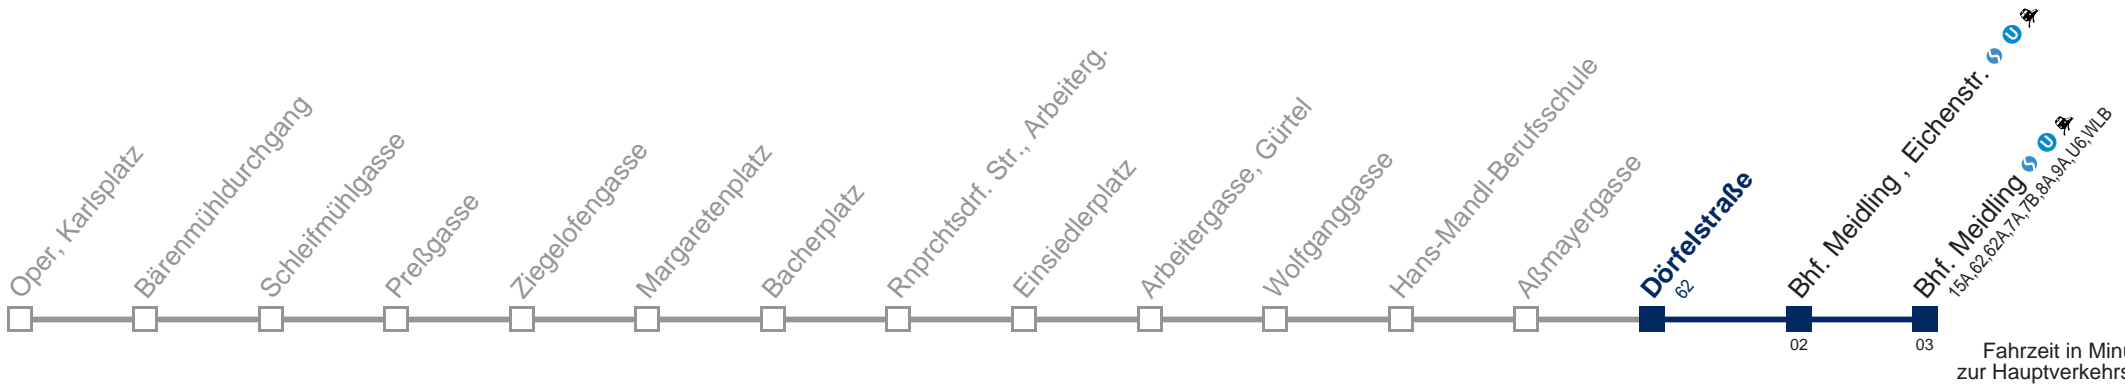 Oper, Karlsplatz
Bärenmühldurchgang
Schleifmühlgasse
Preßgasse
Ziegelofengasse
Margaretenplatz
Bacherplatz
Rnprchtsdrf. Str., Arbeiterg.
Einsiedlerplatz
Arbeitergasse, Gürtel
Wolfganggasse
Hans-Mandl-Berufsschule
Aßmayergasse
Dörfelstraße
62
Bhf. Meidling , Eichenstr. S U
Bhf. Meidling S U
15A,62,62A,7A,7B,8A,9A,U6,WLB
02
03
Fahrzeit in Minu
zur Hauptverkehrs